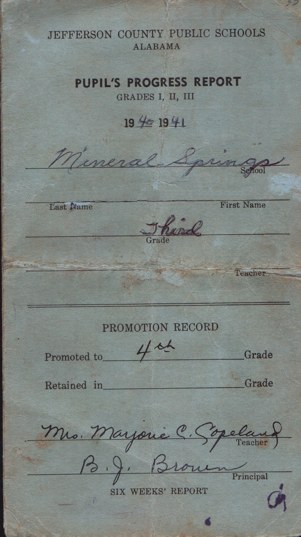 JEFFERSON COUNTY PUBLIC SCHOOLS
ALABAMA
PUPIL'S PROGRESS REPORT
GRADES I, II, III
1940 1941
Mineral Springs
School
Last Name First Name
Third
Grade
Teacher
PROMOTION RECORD
Promoted to 4th Grade
Retained in Grade
Mrs. Marjorie C. Copeland
Teacher
B. J. Brown
Principal
SIX WEEKS' REPORT